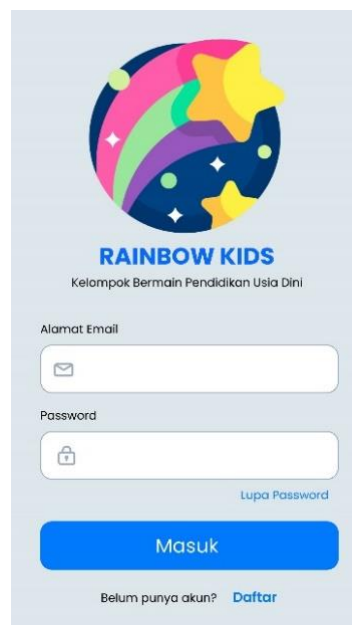 RAINBOW KIDS
Kelompok Bermain Pendidikan Usia Dini
Alamat Email
Password
Lupa Password
Masuk
Belum punya akun? Daftar